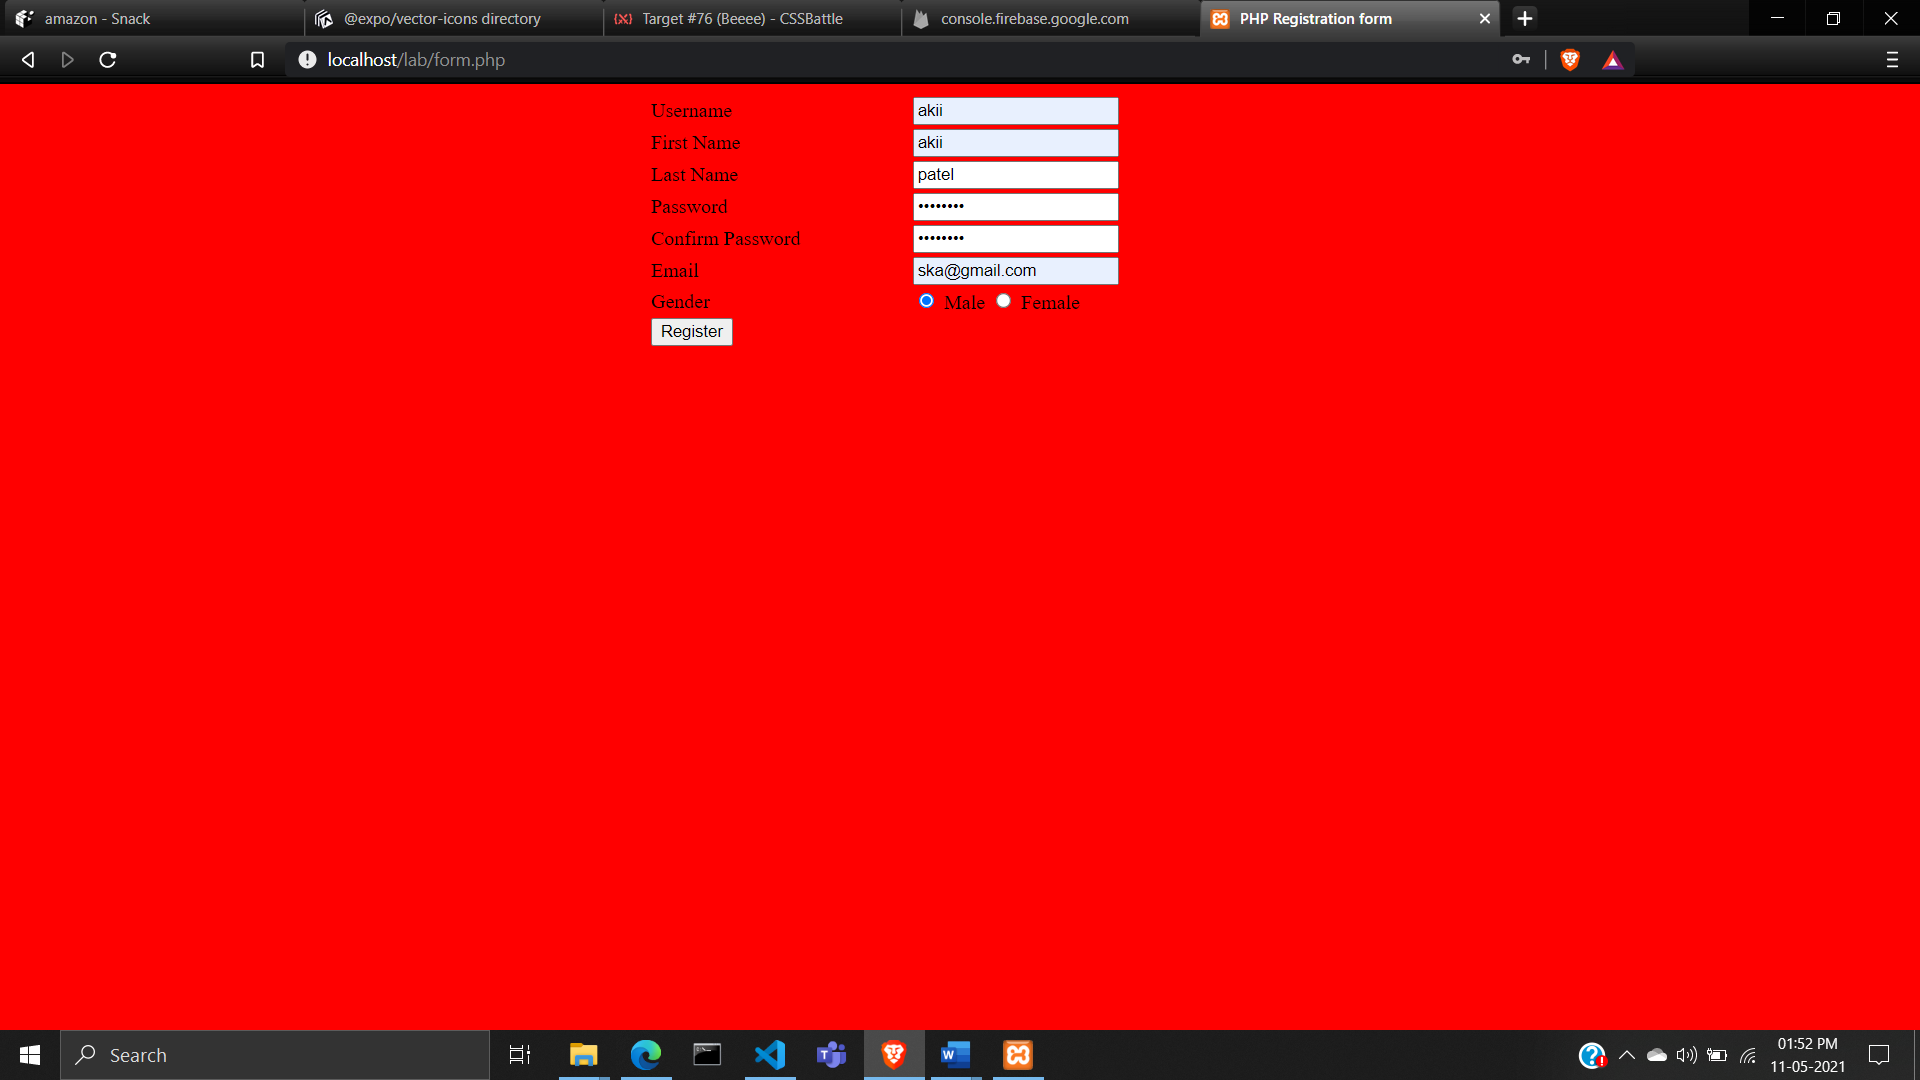 amazon - Snack
@expo/vector-icons directory
Target #76 (Beeee) - CSSBattle
console.firebase.google.com
PHP Registration form
localhost/lab/form.php
Username akii
First Name akii
Last Name patel
Password ••••••••
Confirm Password ••••••••
Email ska@gmail.com
Gender Male Female
Register
Search
01:52 PM
11-05-2021